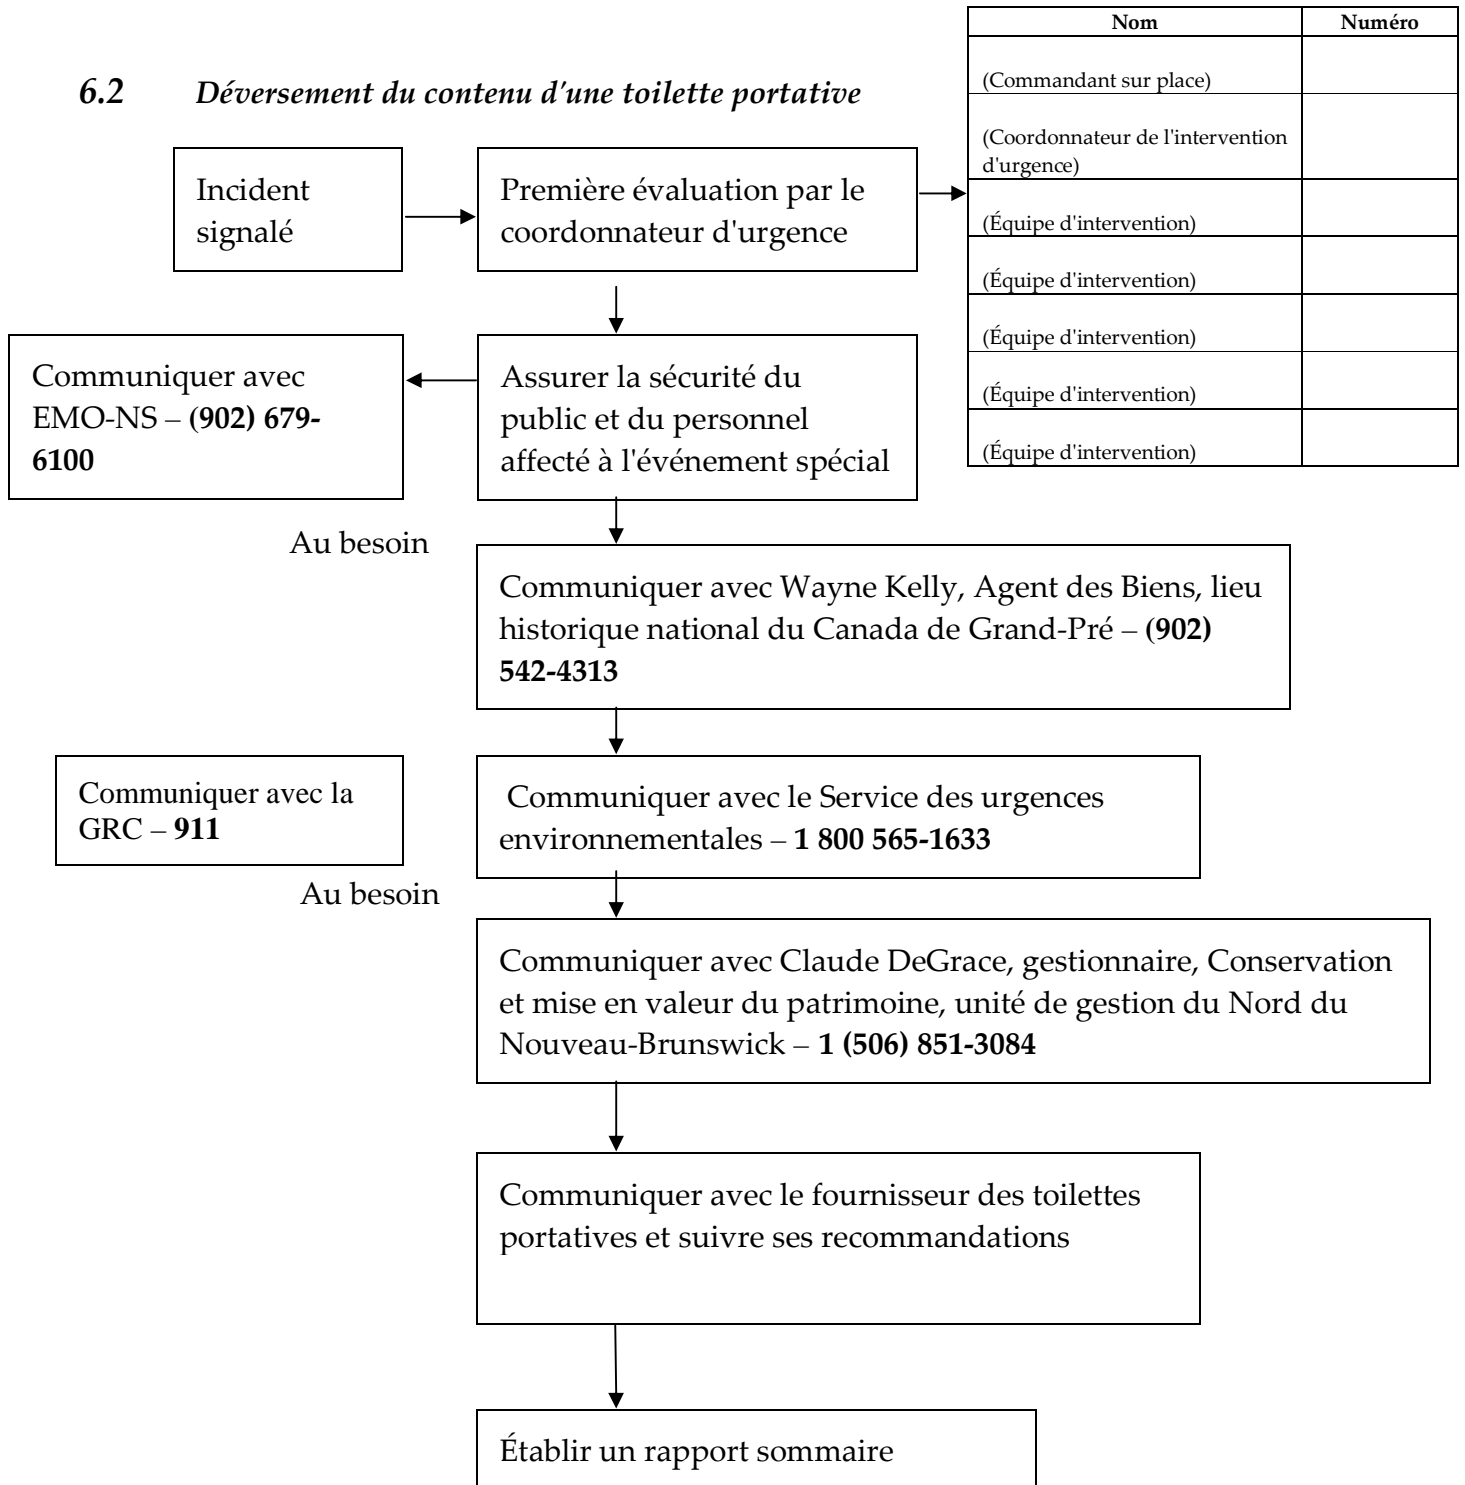 6.2 Déversement du contenu d'une toilette portative
Nom Numéro
(Commandant sur place)
(Coordonnateur de l'intervention
d'urgence)
(Équipe d'intervention)
(Équipe d'intervention)
(Équipe d'intervention)
(Équipe d'intervention)
(Équipe d'intervention)
Incident
signalé
Première évaluation par le
coordonnateur d'urgence
Communiquer avec
EMO-NS – (902) 679-
6100
Au besoin
Assurer la sécurité du
public et du personnel
affecté à l'événement spécial
Communiquer avec Wayne Kelly, Agent des Biens, lieu
historique national du Canada de Grand-Pré – (902)
542-4313
Communiquer avec la
GRC – 911
Au besoin
Communiquer avec le Service des urgences
environnementales – 1 800 565-1633
Communiquer avec Claude DeGrace, gestionnaire, Conservation
et mise en valeur du patrimoine, unité de gestion du Nord du
Nouveau-Brunswick – 1 (506) 851-3084
Communiquer avec le fournisseur des toilettes
portatives et suivre ses recommandations
Établir un rapport sommaire